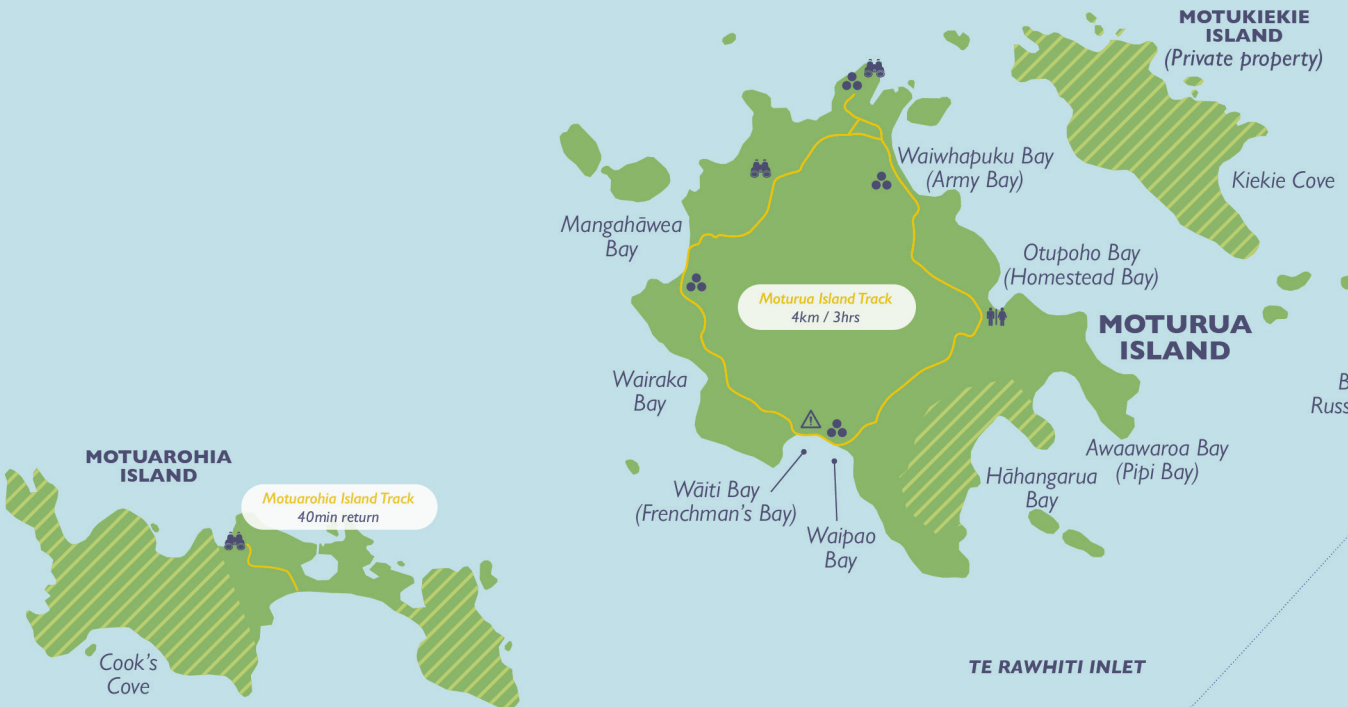 MOTUKIEKIE
ISLAND
(Private property)
Waiwhapuku Bay
(Army Bay)
Kiekie Cove
Mangahāwea
Bay
Otupoho Bay
(Homestead Bay)
Moturua Island Track
4km / 3hrs
MOTURUA
ISLAND
Wairaka
Bay
B
Russ
Awaawaroa Bay
(Pipi Bay)
Hāhangarua
Bay
Wāiti Bay
(Frenchman's Bay)
Waipao
Bay
MOTUAROHIA
ISLAND
Motuarohia Island Track
40min return
Cook's
Cove
TE RAWHITI INLET